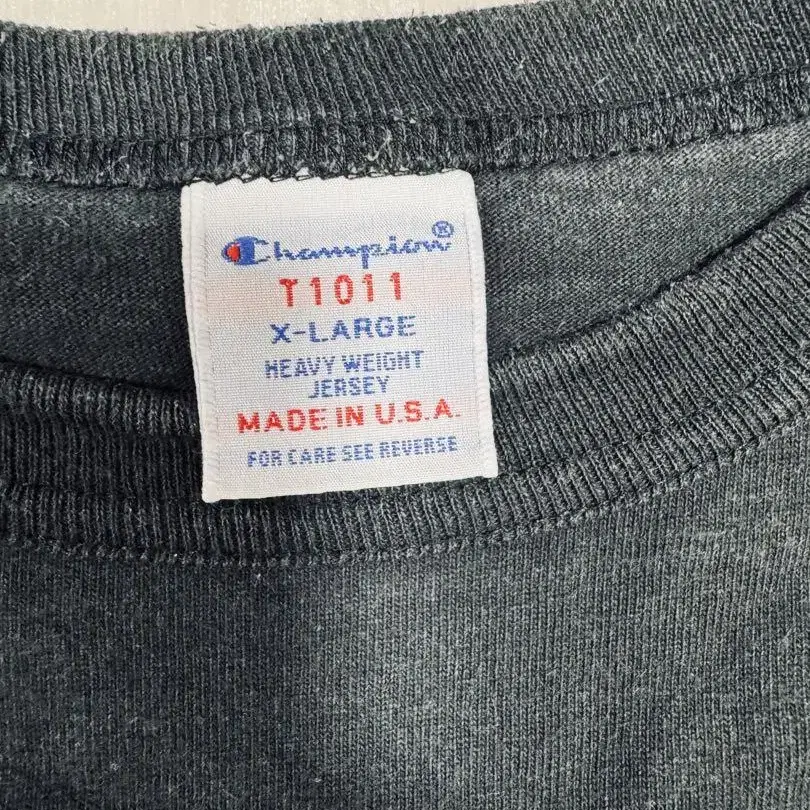 Champion®
T1011
X-LARGE
HEAVY WEIGHT
JERSEY
MADE IN U.S.A.
FOR CARE SEE REVERSE